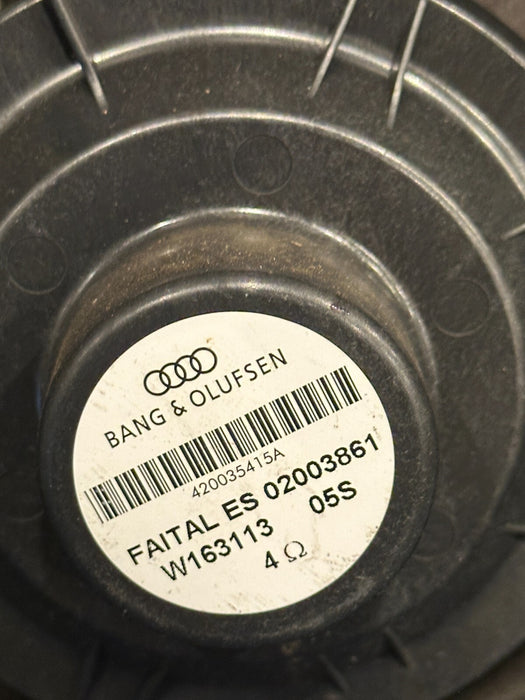 BANG & OLUFSEN
420035415A
FAITAL ES 02003861
W163113 05S
4 Ω